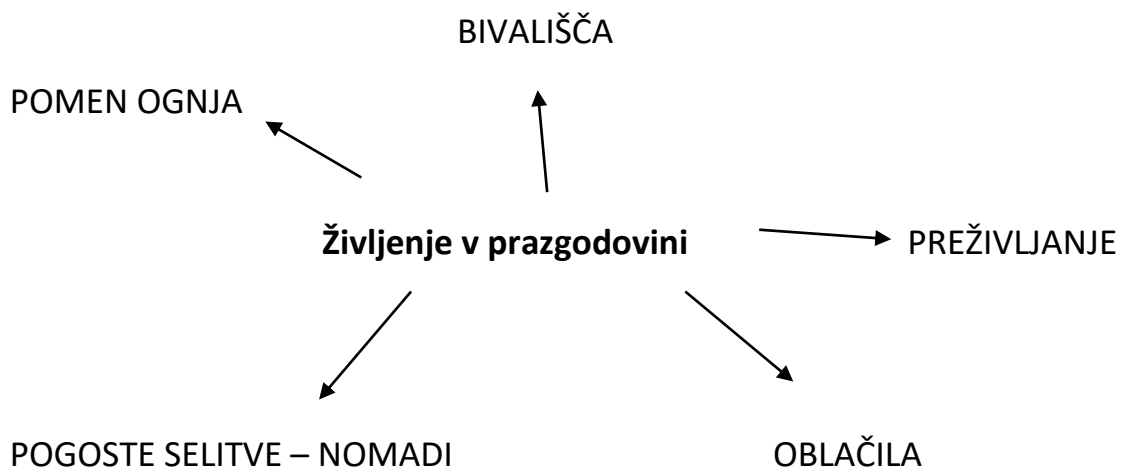 BIVALIŠČA
POMEN OGNJA
Življenje v prazgodovini
PREŽIVLJANJE
POGOSTE SELITVE – NOMADI
OBLAČILA